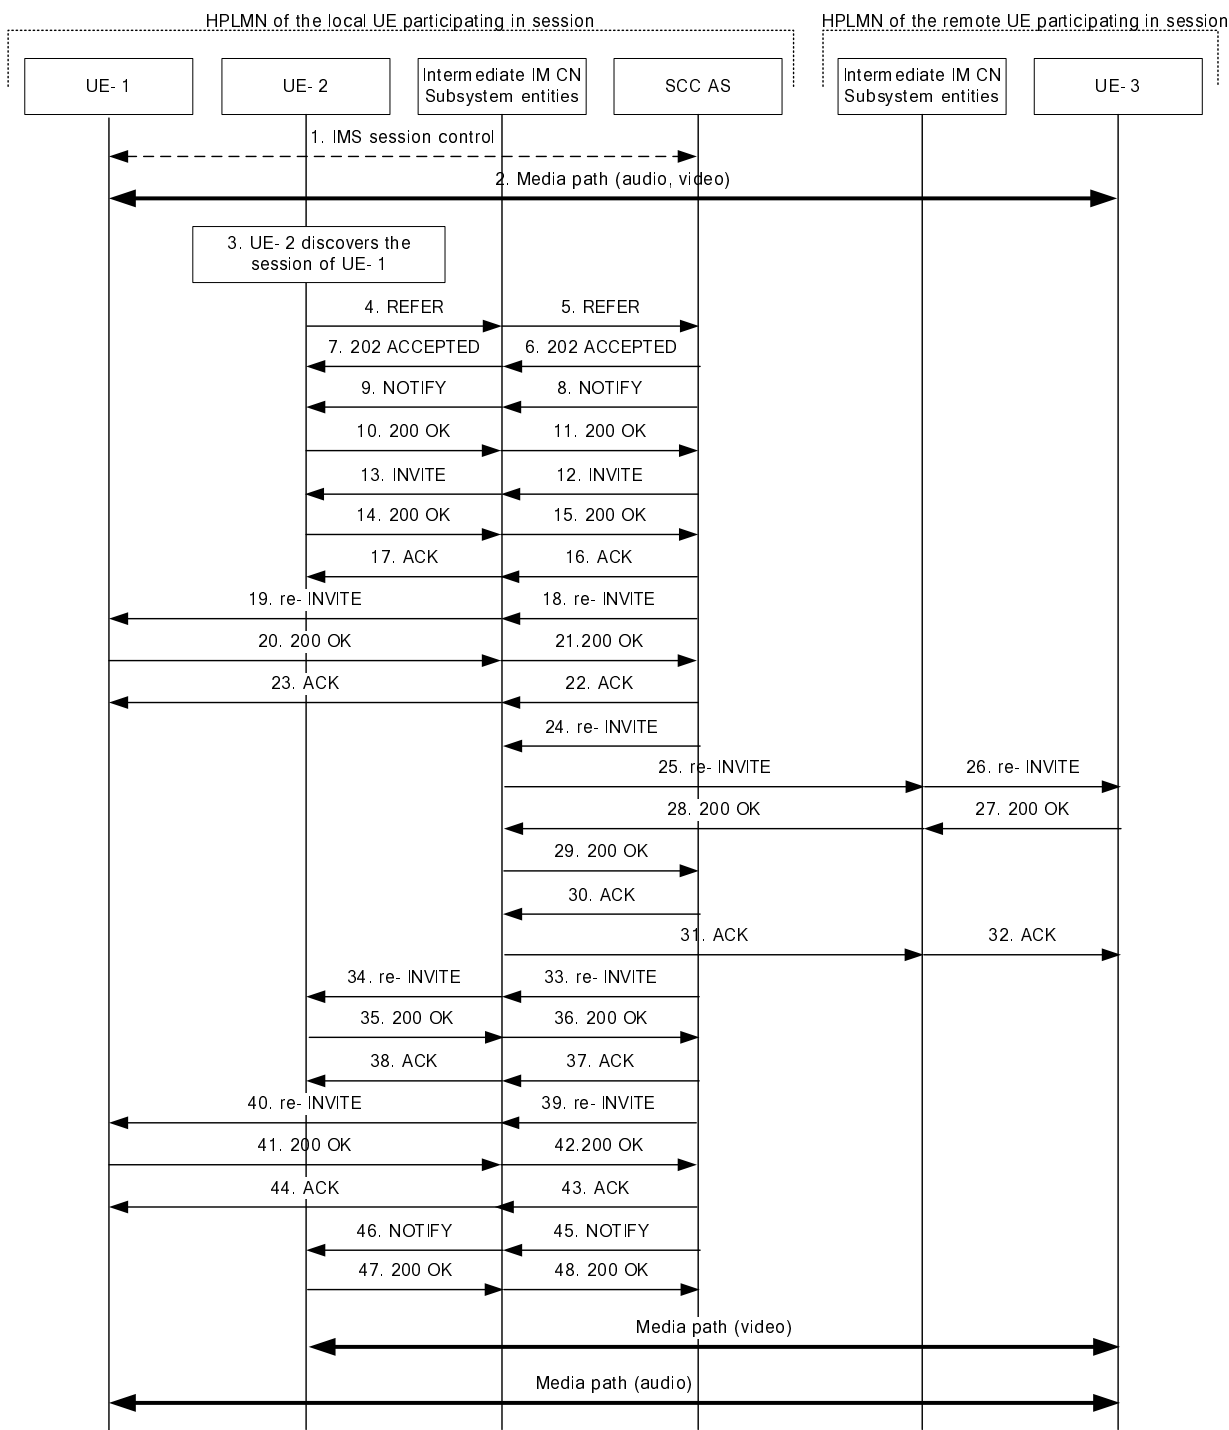 HPLMN of the local UE participating in session
HPLMN of the remote UE participating in session
UE- 1
UE- 2
Intermediate IM CN
Subsystem entities
SCC AS
Intermediate IM CN
Subsystem entities
UE- 3
1. IMS session control
2. Media path (audio, video)
3. UE- 2 discovers the
session of UE- 1
4. REFER
5. REFER
7. 202 ACCEPTED
6. 202 ACCEPTED
9. NOTIFY
8. NOTIFY
10. 200 OK
11. 200 OK
13. INVITE
12. INVITE
14. 200 OK
15. 200 OK
17. ACK
16. ACK
19. re- INVITE
18. re- INVITE
20. 200 OK
21.200 OK
23. ACK
22. ACK
24. re- INVITE
25. re- INVITE
26. re- INVITE
28. 200 OK
27. 200 OK
29. 200 OK
30. ACK
31. ACK
32. ACK
34. re- INVITE
33. re- INVITE
35. 200 OK
36. 200 OK
38. ACK
37. ACK
40. re- INVITE
39. re- INVITE
41. 200 OK
42.200 OK
44. ACK
43. ACK
46. NOTIFY
45. NOTIFY
47. 200 OK
48. 200 OK
Media path (video)
Media path (audio)